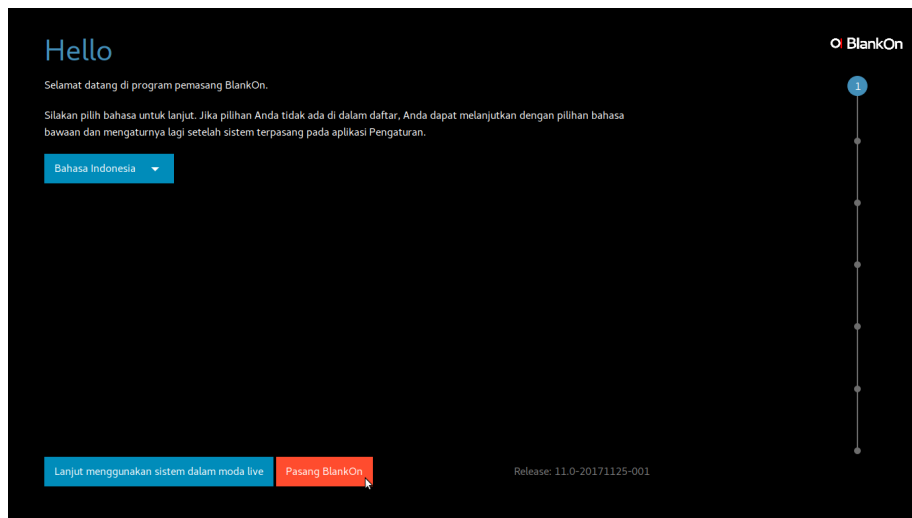 Hello
BlankOn
Selamat datang di program pemasang BlankOn.
1
Silakan pilih bahasa untuk lanjut. Jika pilihan Anda tidak ada di dalam daftar, Anda dapat melanjutkan dengan pilihan bahasa
bawaan dan mengaturnya lagi setelah sistem terpasang pada aplikasi Pengaturan.
Bahasa Indonesia
Lanjut menggunakan sistem dalam moda live
Pasang BlankOn
Release: 11.0-20171125-001